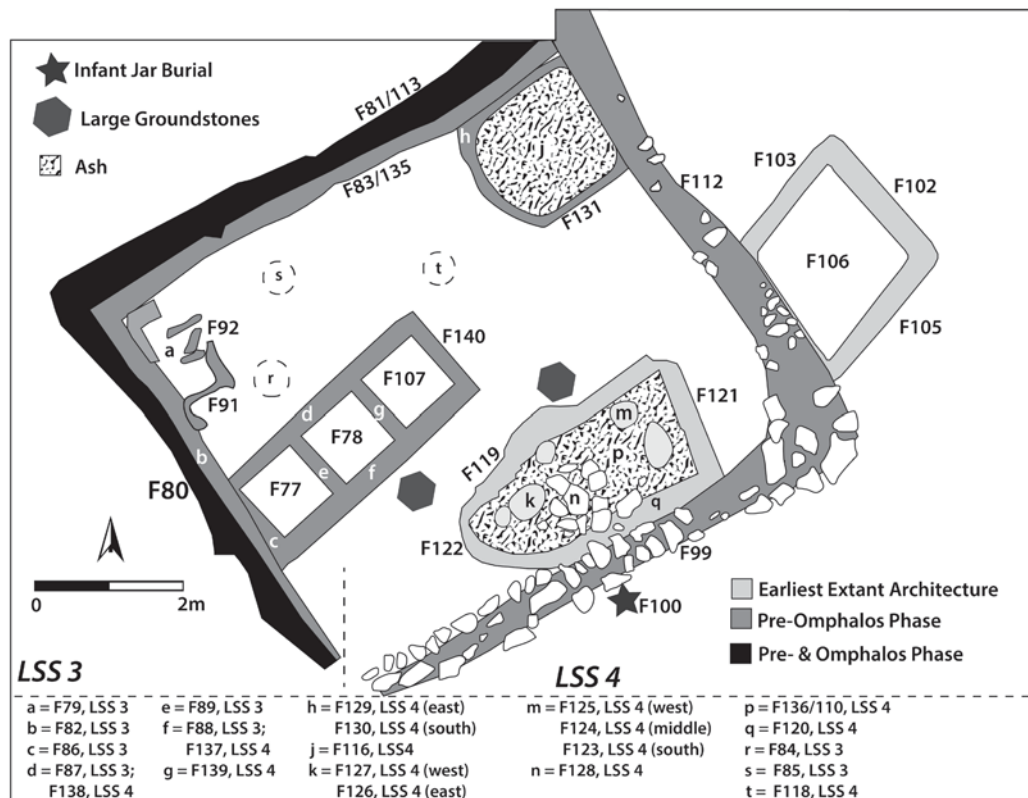 Infant Jar Burial
Large Groundstones
Ash
F81/113
F83/135
h
j
F131
F112
F103
F102
F106
F105
s
t
F92
a
F91
r
F140
F107
d
g
F78
b
e
f
F80
F77
c
F121
m
F119
p
k
n
q
F122
F99
F100
0 2m
Earliest Extant Architecture
Pre-Omphalos Phase
Pre- & Omphalos Phase
LSS 3
LSS 4
a = F79, LSS 3
b = F82, LSS 3
c = F86, LSS 3
d = F87, LSS 3;
F138, LSS 4
e = F89, LSS 3
f = F88, LSS 3;
F137, LSS 4
g = F139, LSS 4
h = F129, LSS 4 (east)
F130, LSS 4 (south)
j = F116, LSS4
k = F127, LSS 4 (west)
F126, LSS 4 (east)
m = F125, LSS 4 (west)
F124, LSS 4 (middle)
F123, LSS 4 (south)
n = F128, LSS 4
p = F136/110, LSS 4
q = F120, LSS 4
r = F84, LSS 3
s = F85, LSS 3
t = F118, LSS 4